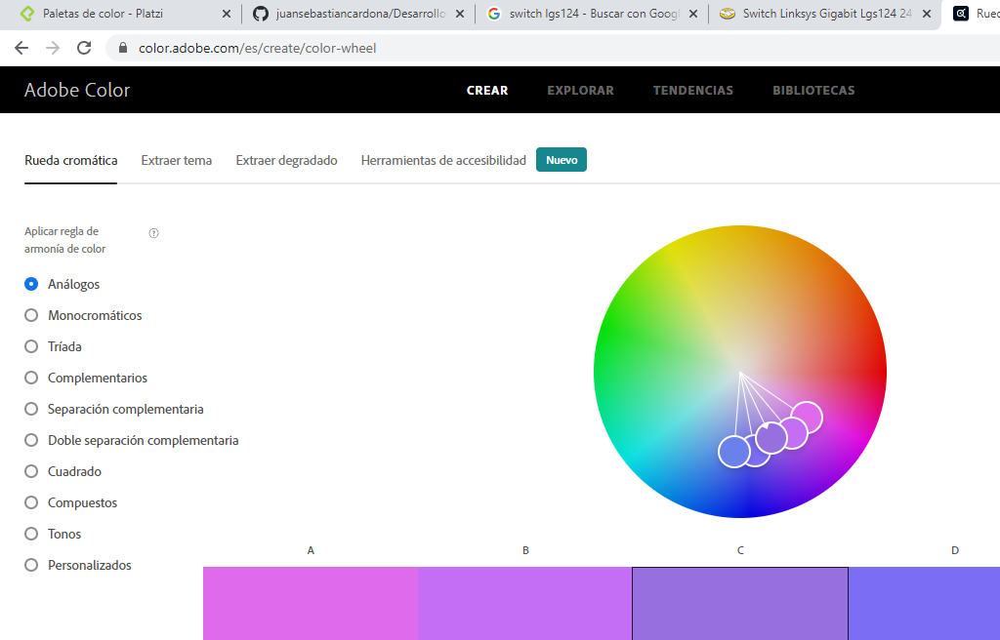 Paletas de color - Platzi
juansebastiancardona/Desarrollo
switch lgs124 - Buscar con Goog
Switch Linksys Gigabit Lgs124 24
Rued
color.adobe.com/es/create/color-wheel
Adobe Color
CREAR
EXPLORAR
TENDENCIAS
BIBLIOTECAS
Rueda cromática
Extraer tema
Extraer degradado
Herramientas de accesibilidad
Nuevo
Aplicar regla de
armonía de color
?
Análogos
Monocromáticos
Tríada
Complementarios
Separación complementaria
Doble separación complementaria
Cuadrado
Compuestos
Tonos
Personalizados
A
B
C
D